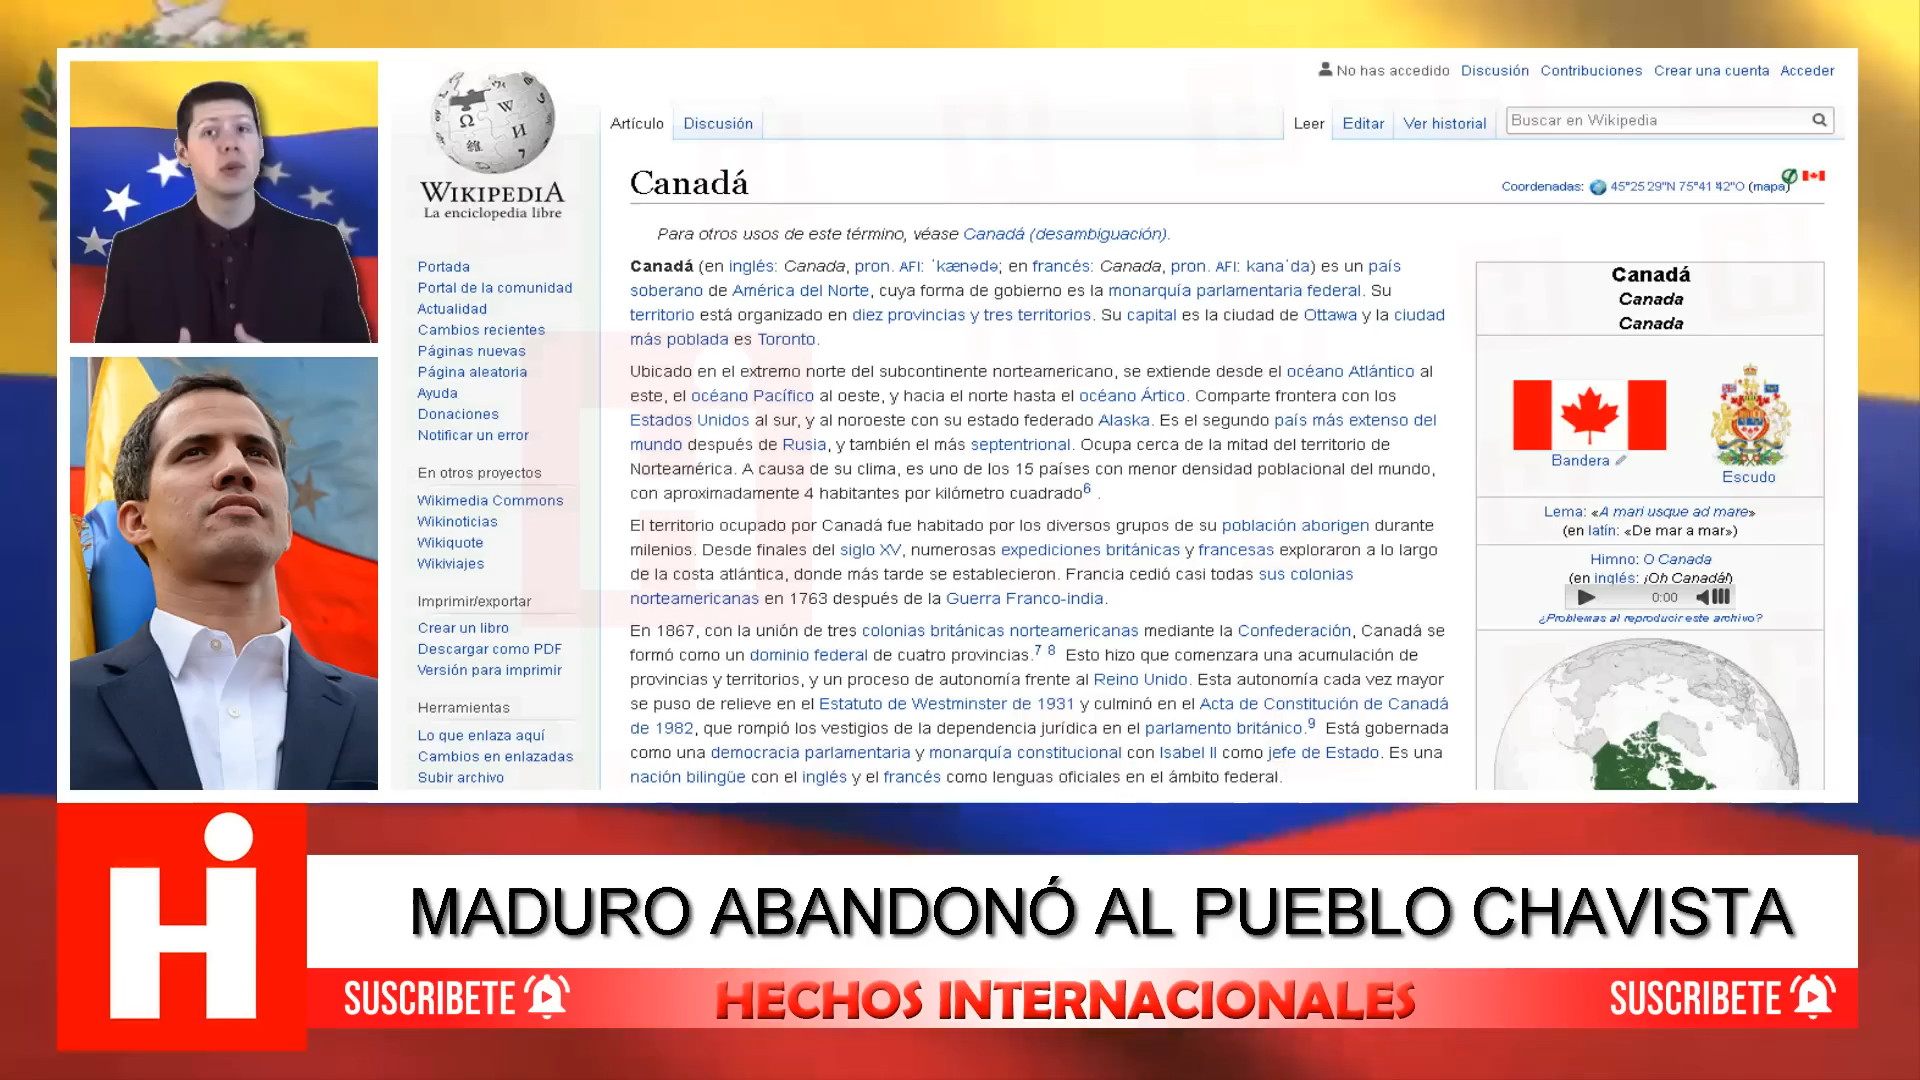 No has accedido Discusión Contribuciones Crear una cuenta Acceder
Artículo Discusión
Leer Editar Ver historial Buscar en Wikipedia
WIKIPEDIA
La enciclopedia libre
Portada
Portal de la comunidad
Actualidad
Cambios recientes
Páginas nuevas
Página aleatoria
Ayuda
Donaciones
Notificar un error
En otros proyectos
Wikimedia Commons
Wikinoticias
Wikiquote
Wikiviajes
Imprimir/exportar
Crear un libro
Descargar como PDF
Versión para imprimir
Herramientas
Lo que enlaza aquí
Cambios en enlazadas
Subir archivo
Canadá
Coordenadas: 45°25′29″N 75°41′42″O (mapa)
Para otros usos de este término, véase Canadá (desambiguación).
Canadá (en inglés: Canada, pron. AFI: ˈkænədə; en francés: Canada, pron. AFI: kanaˈda) es un país
soberano de América del Norte, cuya forma de gobierno es la monarquía parlamentaria federal. Su
territorio está organizado en diez provincias y tres territorios. Su capital es la ciudad de Ottawa y la ciudad
más poblada es Toronto.
Ubicado en el extremo norte del subcontinente norteamericano, se extiende desde el océano Atlántico al
este, el océano Pacífico al oeste, y hacia el norte hasta el océano Ártico. Comparte frontera con los
Estados Unidos al sur, y al noroeste con su estado federado Alaska. Es el segundo país más extenso del
mundo después de Rusia, y también el más septentrional. Ocupa cerca de la mitad del territorio de
Norteamérica. A causa de su clima, es uno de los 15 países con menor densidad poblacional del mundo,
con aproximadamente 4 habitantes por kilómetro cuadrado6 .
El territorio ocupado por Canadá fue habitado por los diversos grupos de su población aborigen durante
milenios. Desde finales del siglo XV, numerosas expediciones británicas y francesas exploraron a lo largo
de la costa atlántica, donde más tarde se establecieron. Francia cedió casi todas sus colonias
norteamericanas en 1763 después de la Guerra Franco-india.
En 1867, con la unión de tres colonias británicas norteamericanas mediante la Confederación, Canadá se
formó como un dominio federal de cuatro provincias.7 8 Esto hizo que comenzara una acumulación de
provincias y territorios, y un proceso de autonomía frente al Reino Unido. Esta autonomía cada vez mayor
se puso de relieve en el Estatuto de Westminster de 1931 y culminó en el Acta de Constitución de Canadá
de 1982, que rompió los vestigios de la dependencia jurídica en el parlamento británico.9 Está gobernada
como una democracia parlamentaria y monarquía constitucional con Isabel II como jefe de Estado. Es una
nación bilingüe con el inglés y el francés como lenguas oficiales en el ámbito federal.
Canadá
Canada
Canada
Bandera
Escudo
Lema: «A mari usque ad mare»
(en latín: «De mar a mar»)
Himno: O Canada
(en inglés: ¡Oh Canadá!)
0:00
¿Problemas al reproducir este archivo?
Hi
MADURO ABANDONÓ AL PUEBLO CHAVISTA
SUSCRIBETE HECHOS INTERNACIONALES SUSCRIBETE